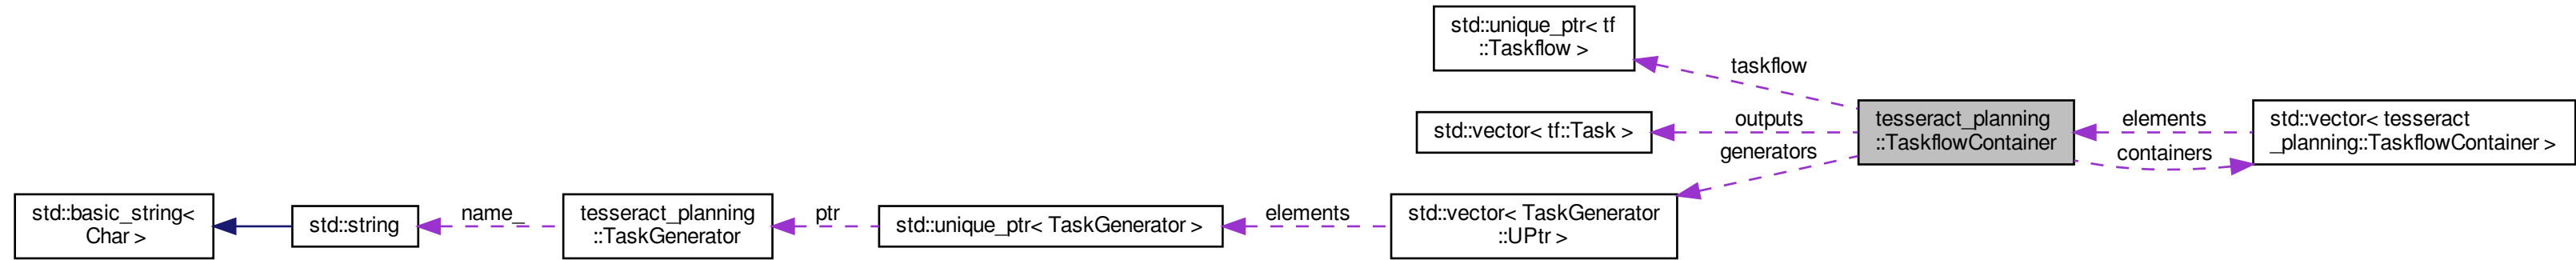 std::unique_ptr< tf
::Taskflow >
taskflow
std::vector< tf::Task >
outputs
generators
tesseract_planning
::TaskflowContainer
elements
containers
std::vector< tesseract
_planning::TaskflowContainer >
std::basic_string<
Char >
std::string
name_
tesseract_planning
::TaskGenerator
ptr
std::unique_ptr< TaskGenerator >
elements
std::vector< TaskGenerator
::UPtr >